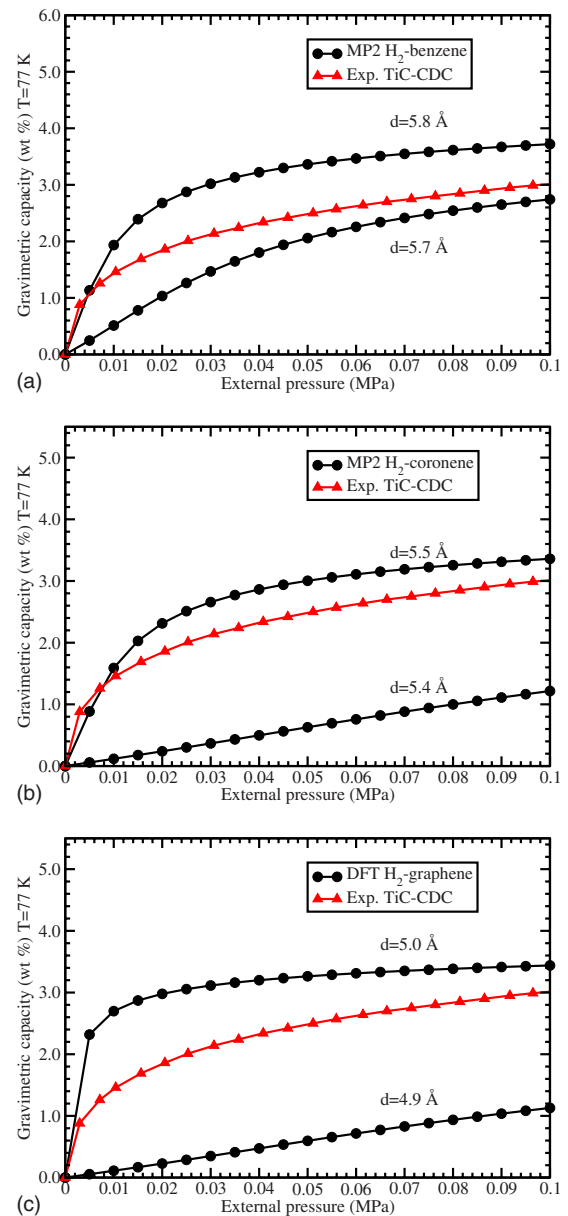 6.0
5.0
4.0
3.0
2.0
1.0
0.0
Gravimetric capacity (wt %) T=77 K
MP2 H₂-benzene
Exp. TiC-CDC
d=5.8 Å
d=5.7 Å
0 0.01 0.02 0.03 0.04 0.05 0.06 0.07 0.08 0.09 0.1
(a)
External pressure (MPa)
5.0
4.0
3.0
2.0
1.0
0.0
Gravimetric capacity (wt %) T=77 K
MP2 H₂-coronene
Exp. TiC-CDC
d=5.5 Å
d=5.4 Å
0 0.01 0.02 0.03 0.04 0.05 0.06 0.07 0.08 0.09 0.1
(b)
External pressure (MPa)
5.0
4.0
3.0
2.0
1.0
0.0
Gravimetric capacity (wt %) T=77 K
DFT H₂-graphene
Exp. TiC-CDC
d=5.0 Å
d=4.9 Å
0 0.01 0.02 0.03 0.04 0.05 0.06 0.07 0.08 0.09 0.1
(c)
External pressure (MPa)